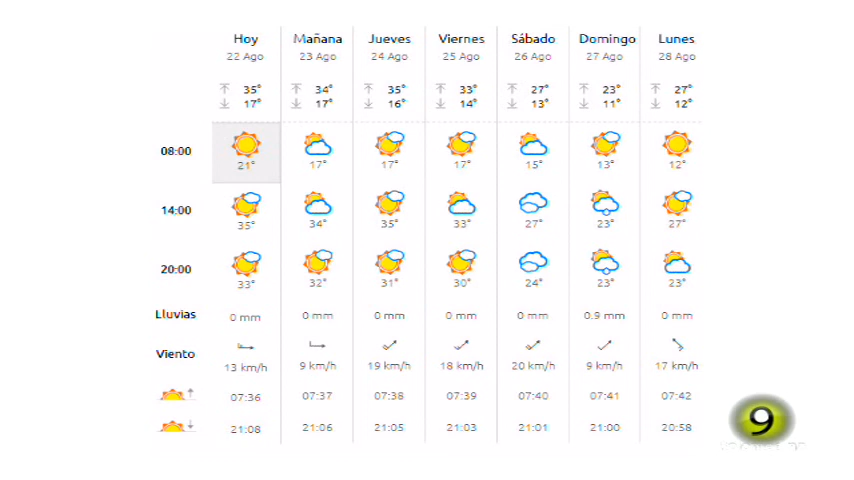 Hoy Mañana Jueves Viernes Sábado Domingo Lunes
22 Ago 23 Ago 24 Ago 25 Ago 26 Ago 27 Ago 28 Ago
35° 34° 35° 33° 27° 23° 27°
17° 17° 16° 14° 13° 11° 12°
08:00
21° 17° 17° 17° 15° 13° 12°
14:00
35° 34° 35° 33° 27° 23° 27°
20:00
33° 32° 31° 30° 24° 23° 23°
Lluvias 0 mm 0 mm 0 mm 0 mm 0 mm 0.9 mm 0 mm
Viento
13 km/h 9 km/h 19 km/h 18 km/h 20 km/h 9 km/h 17 km/h
07:36 07:37 07:38 07:39 07:40 07:41 07:42
21:08 21:06 21:05 21:03 21:01 21:00 20:58
9